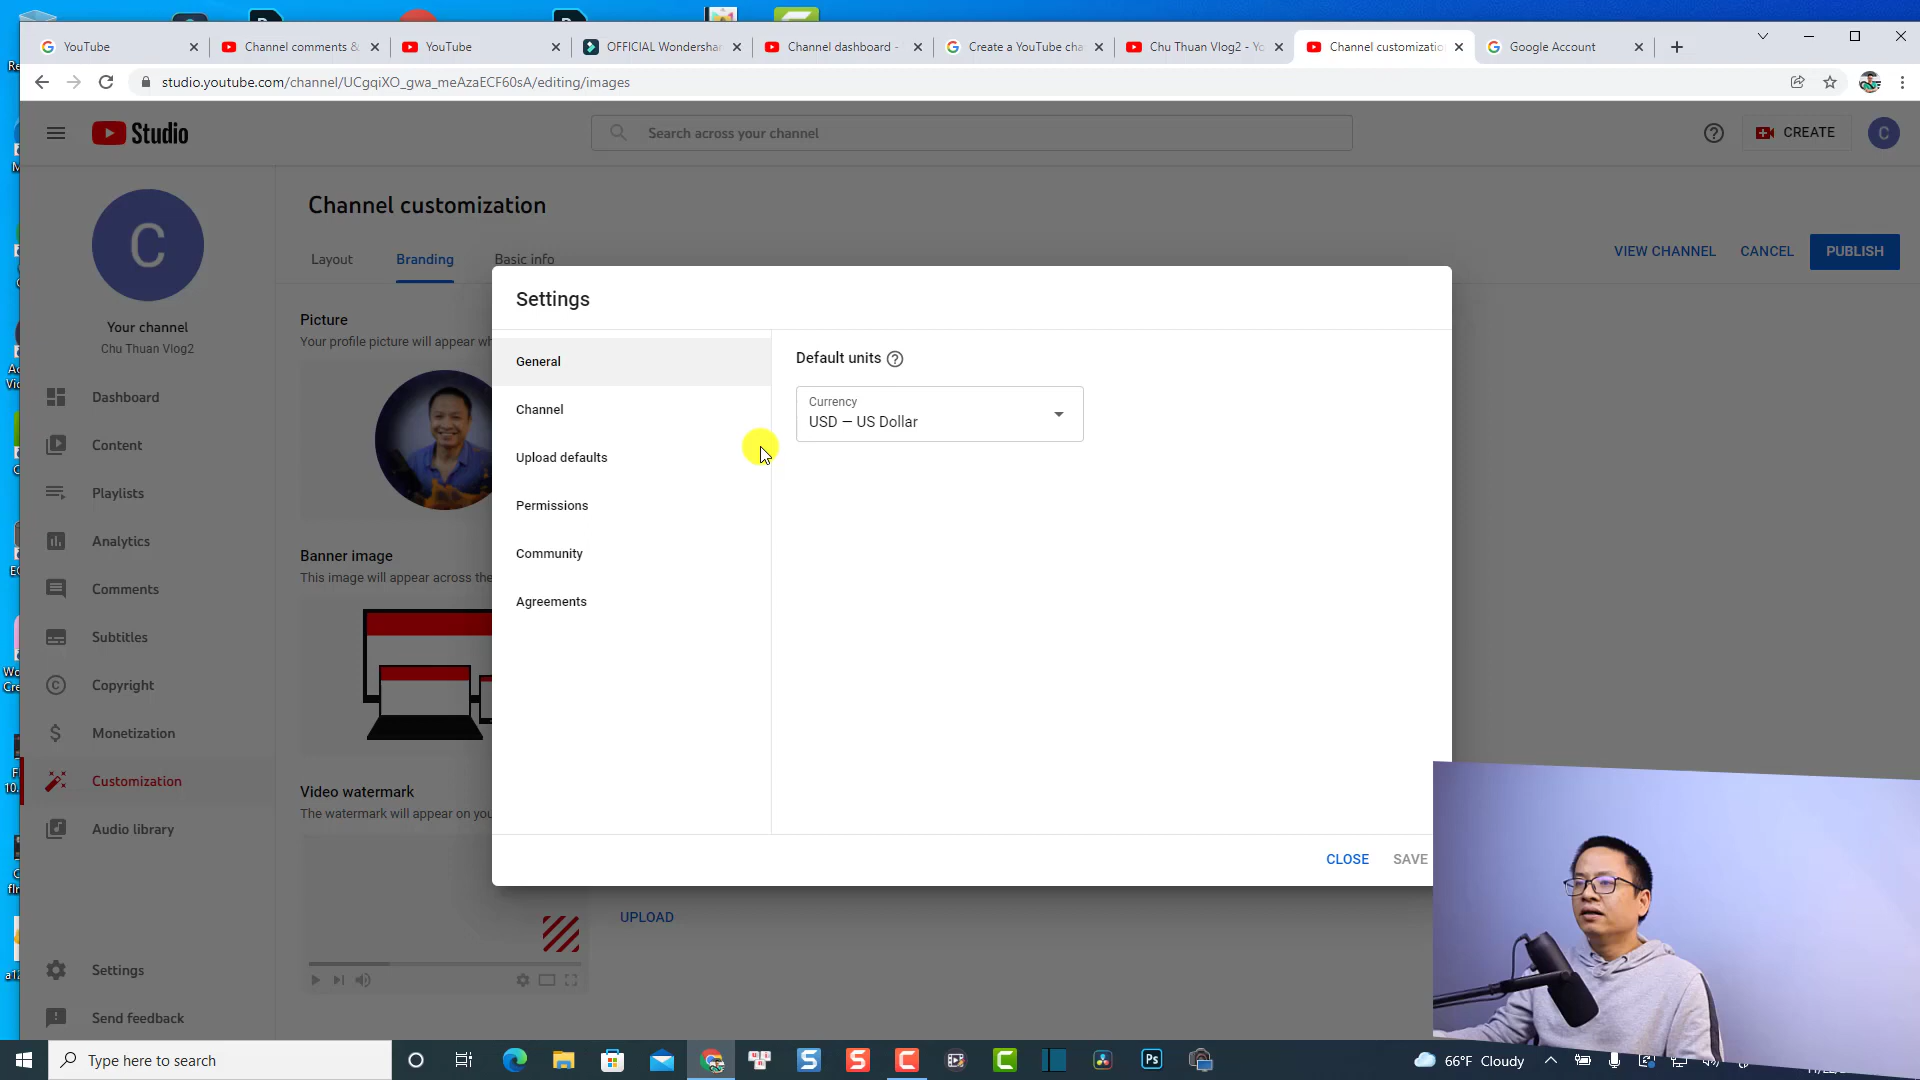 YouTube
Channel comments &
YouTube
OFFICIAL Wondershar
Channel dashboard -
Create a YouTube cha
Chu Thuan Vlog2 - Yo
Channel customizatio
Google Account
studio.youtube.com/channel/UCgqiXO_gwa_meAzaECF60sA/editing/images
Studio
Search across your channel
CREATE
C
C
Your channel
Chu Thuan Vlog2
Dashboard
Content
Playlists
Analytics
Comments
Subtitles
Copyright
Monetization
Customization
Audio library
Settings
Send feedback
Channel customization
Layout
Branding
Basic info
VIEW CHANNEL
CANCEL
PUBLISH
Picture
Your profile picture will appear wh
Banner image
This image will appear across the
Video watermark
The watermark will appear on you
UPLOAD
Settings
General
Channel
Upload defaults
Permissions
Community
Agreements
Default units
Currency
USD — US Dollar
CLOSE
SAVE
Type here to search
Ps
66°F Cloudy